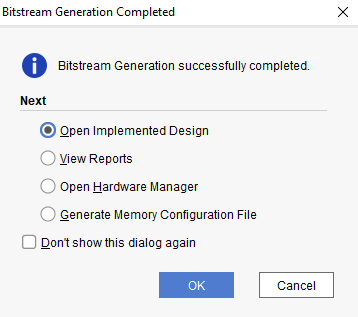 Bitstream Generation Completed
Bitstream Generation successfully completed.
Next
Open Implemented Design
View Reports
Open Hardware Manager
Generate Memory Configuration File
Don't show this dialog again
OK Cancel